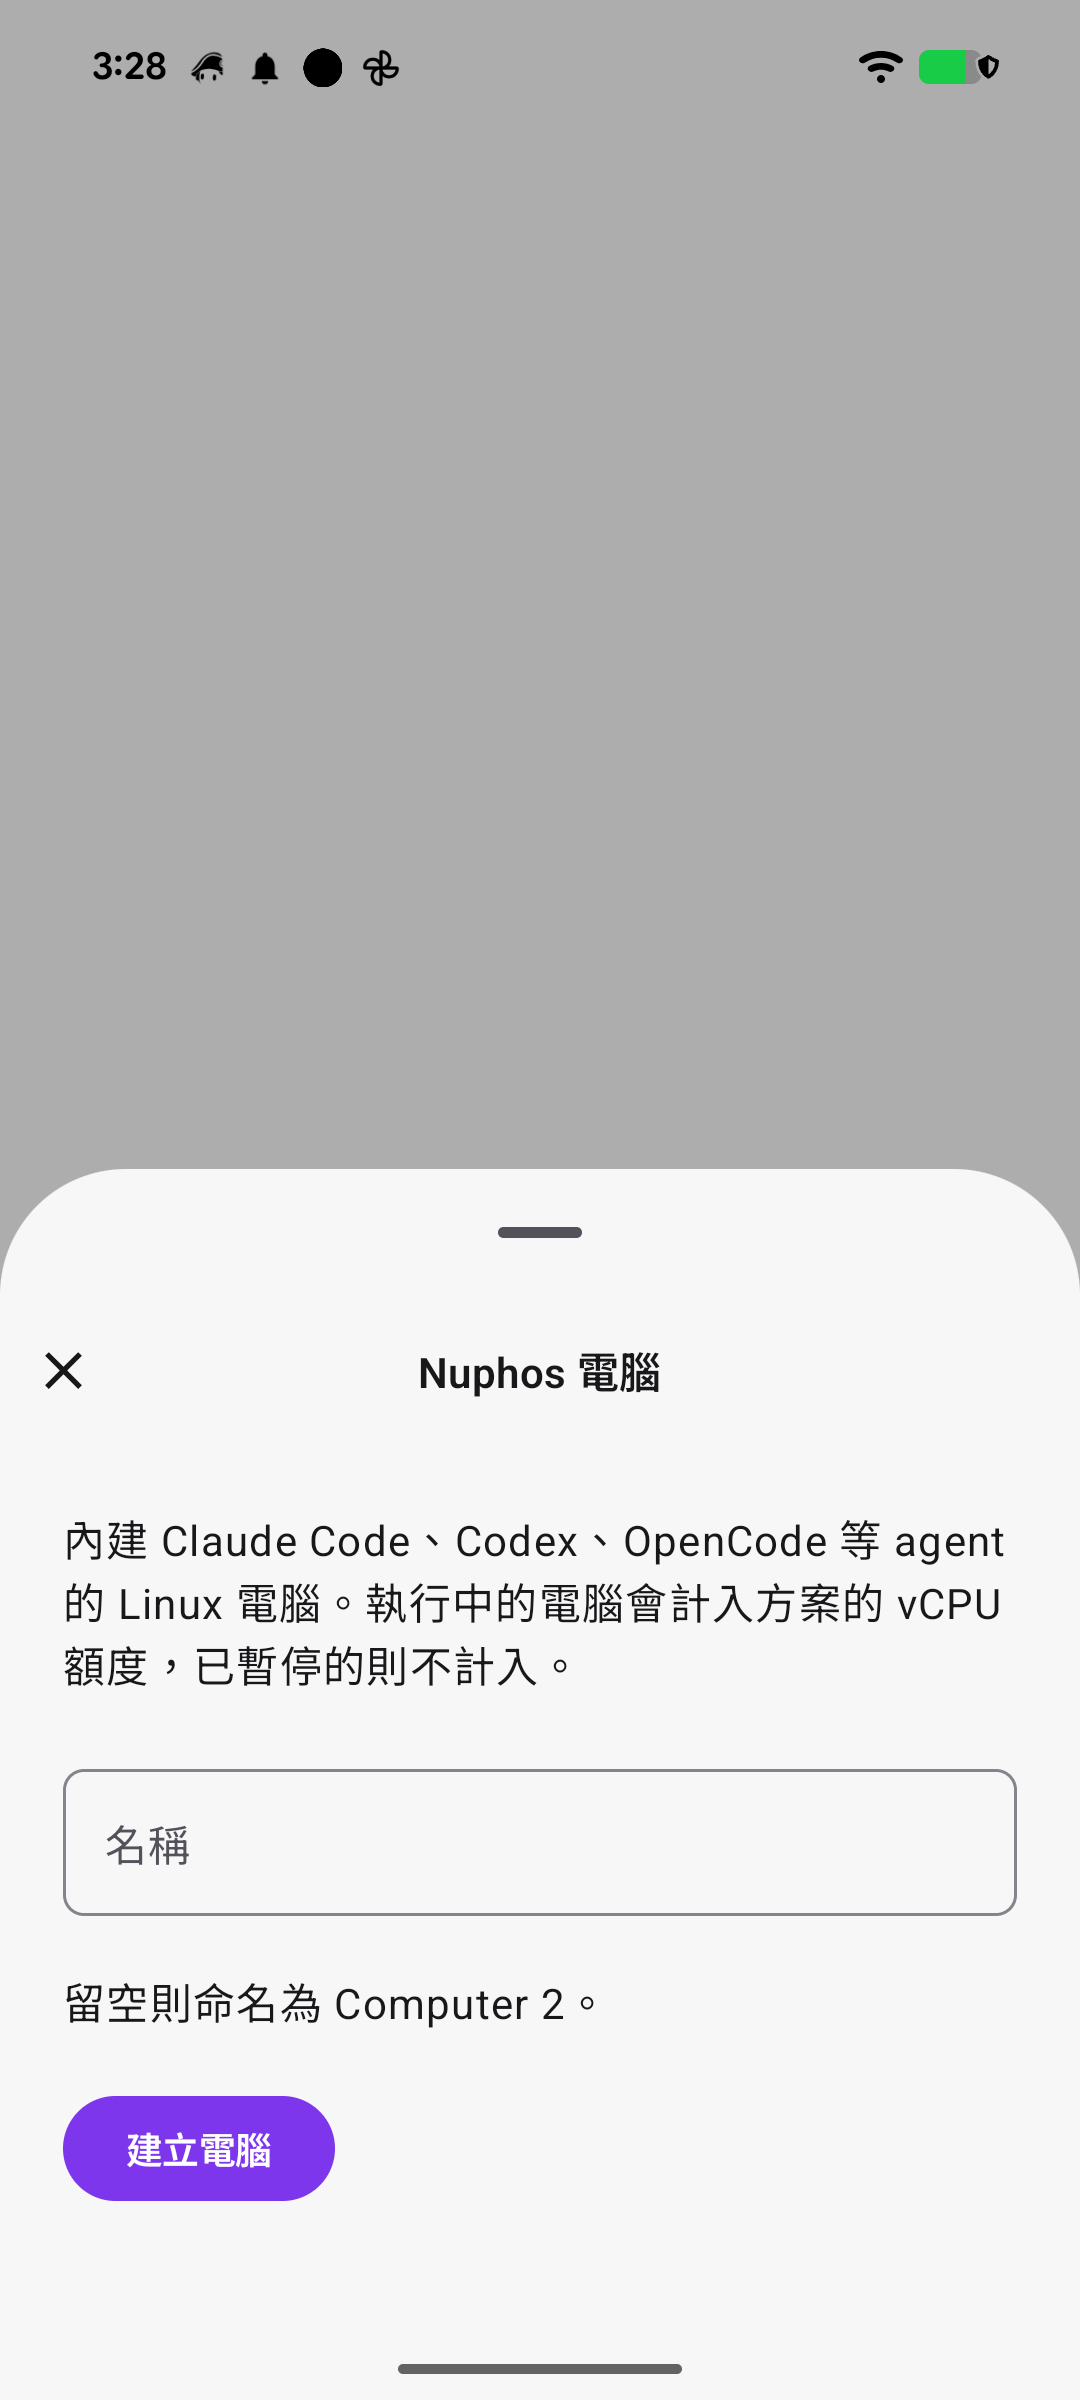 3:28
Nuphos 電腦
內建 Claude Code、Codex、OpenCode 等 agent
的 Linux 電腦。執行中的電腦會計入方案的 vCPU
額度，已暫停的則不計入。
名稱
留空則命名為 Computer 2。
建立電腦